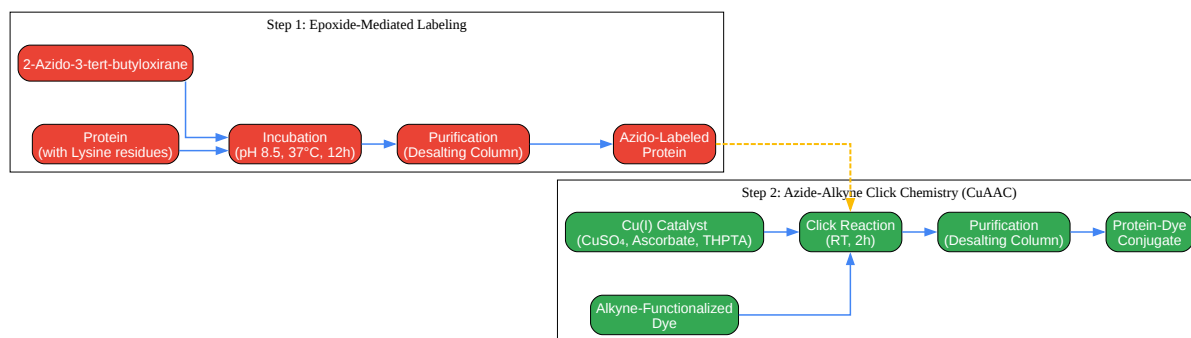 Step 1: Epoxide-Mediated Labeling
2-Azido-3-tert-butyloxirane
Protein
(with Lysine residues)
Incubation
(pH 8.5, 37°C, 12h)
Purification
(Desalting Column)
Azido-Labeled
Protein
Step 2: Azide-Alkyne Click Chemistry (CuAAC)
Cu(I) Catalyst
(CuSO₄, Ascorbate, THPTA)
Click Reaction
(RT, 2h)
Purification
(Desalting Column)
Protein-Dye
Conjugate
Alkyne-Functionalized
Dye